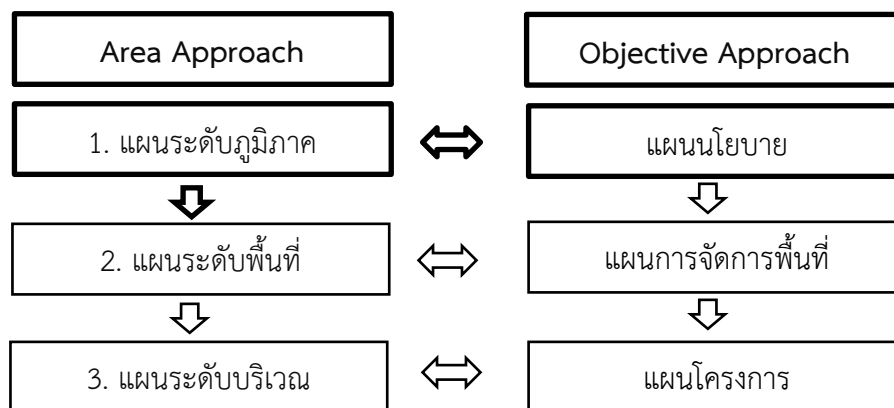 Area Approach
Objective Approach
1. แผนระดับภูมิภาค
แผนนโยบาย
2. แผนระดับพื้นที่
แผนการจัดการพื้นที่
3. แผนระดับบริเวณ
แผนโครงการ